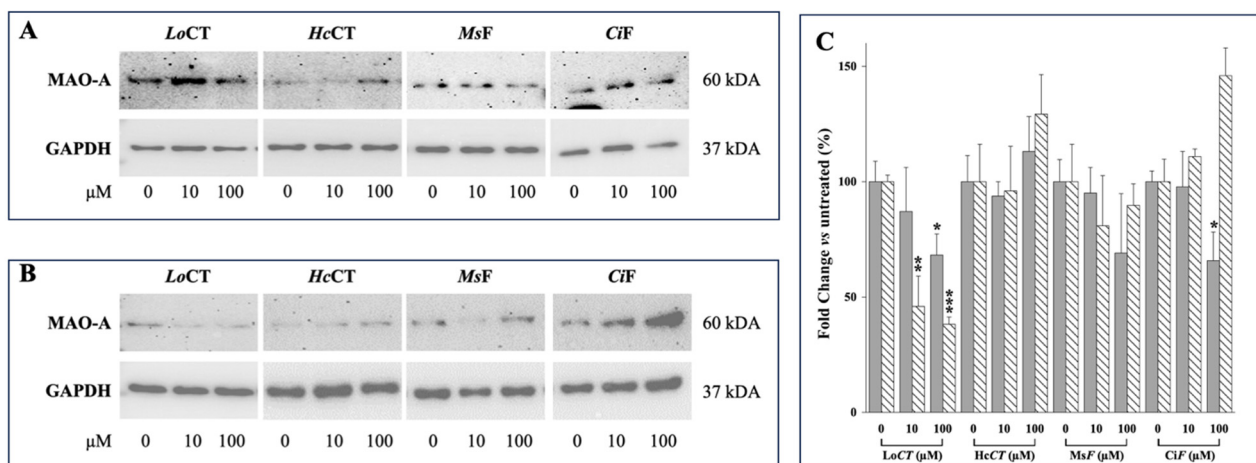 A
LoCT HcCT MsF CiF
MAO-A 60 kDA
GAPDH 37 kDA
µM 0 10 100 0 10 100 0 10 100 0 10 100
B
LoCT HcCT MsF CiF
MAO-A 60 kDA
GAPDH 37 kDA
µM 0 10 100 0 10 100 0 10 100 0 10 100
C
Fold Change vs untreated (%)
150
100
50
0
* ** *** *
0 10 100 0 10 100 0 10 100 0 10 100
LoCT (µM) HcCT (µM) MsF (µM) CiF (µM)